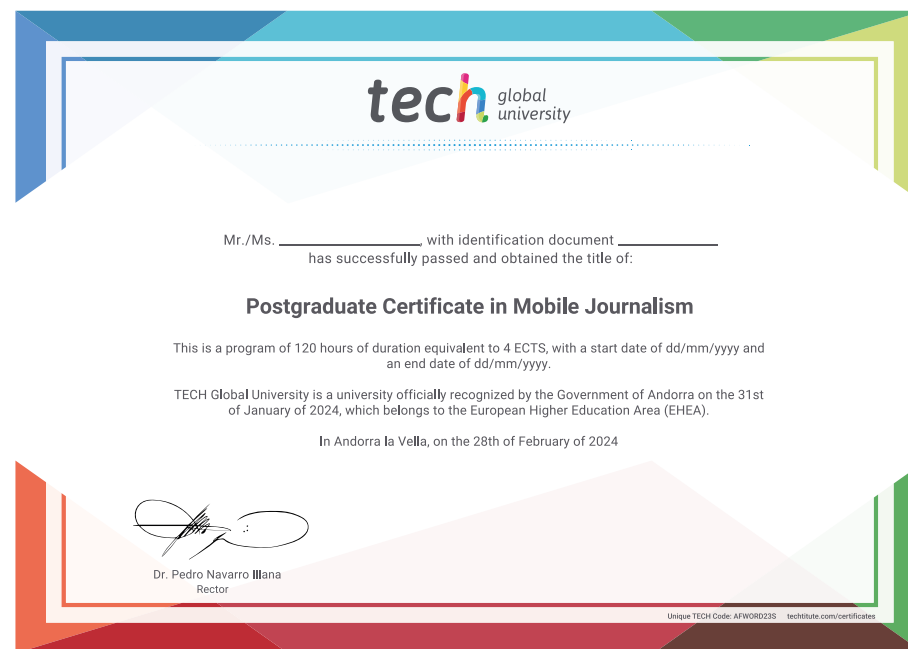 tech global university
Mr./Ms. ____________________, with identification document ______________
has successfully passed and obtained the title of:
Postgraduate Certificate in Mobile Journalism
This is a program of 120 hours of duration equivalent to 4 ECTS, with a start date of dd/mm/yyyy and
an end date of dd/mm/yyyy.
TECH Global University is a university officially recognized by the Government of Andorra on the 31st
of January of 2024, which belongs to the European Higher Education Area (EHEA).
In Andorra la Vella, on the 28th of February of 2024
Dr. Pedro Navarro Illana
Rector
Unique TECH Code: AFWORD23S techtitute.com/certificates